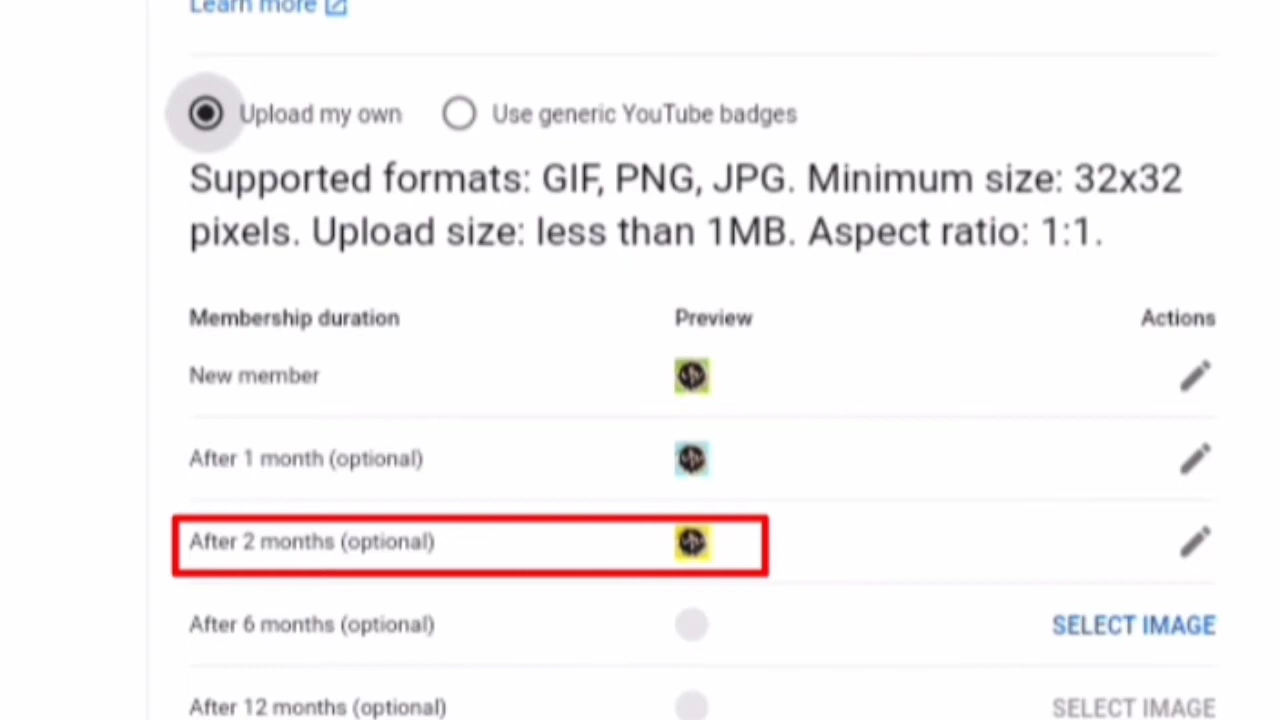 Learn more
Upload my own Use generic YouTube badges
Supported formats: GIF, PNG, JPG. Minimum size: 32x32
pixels. Upload size: less than 1MB. Aspect ratio: 1:1.
Membership duration Preview Actions
New member
After 1 month (optional)
After 2 months (optional)
After 6 months (optional) SELECT IMAGE
After 12 months (optional) SELECT IMAGE